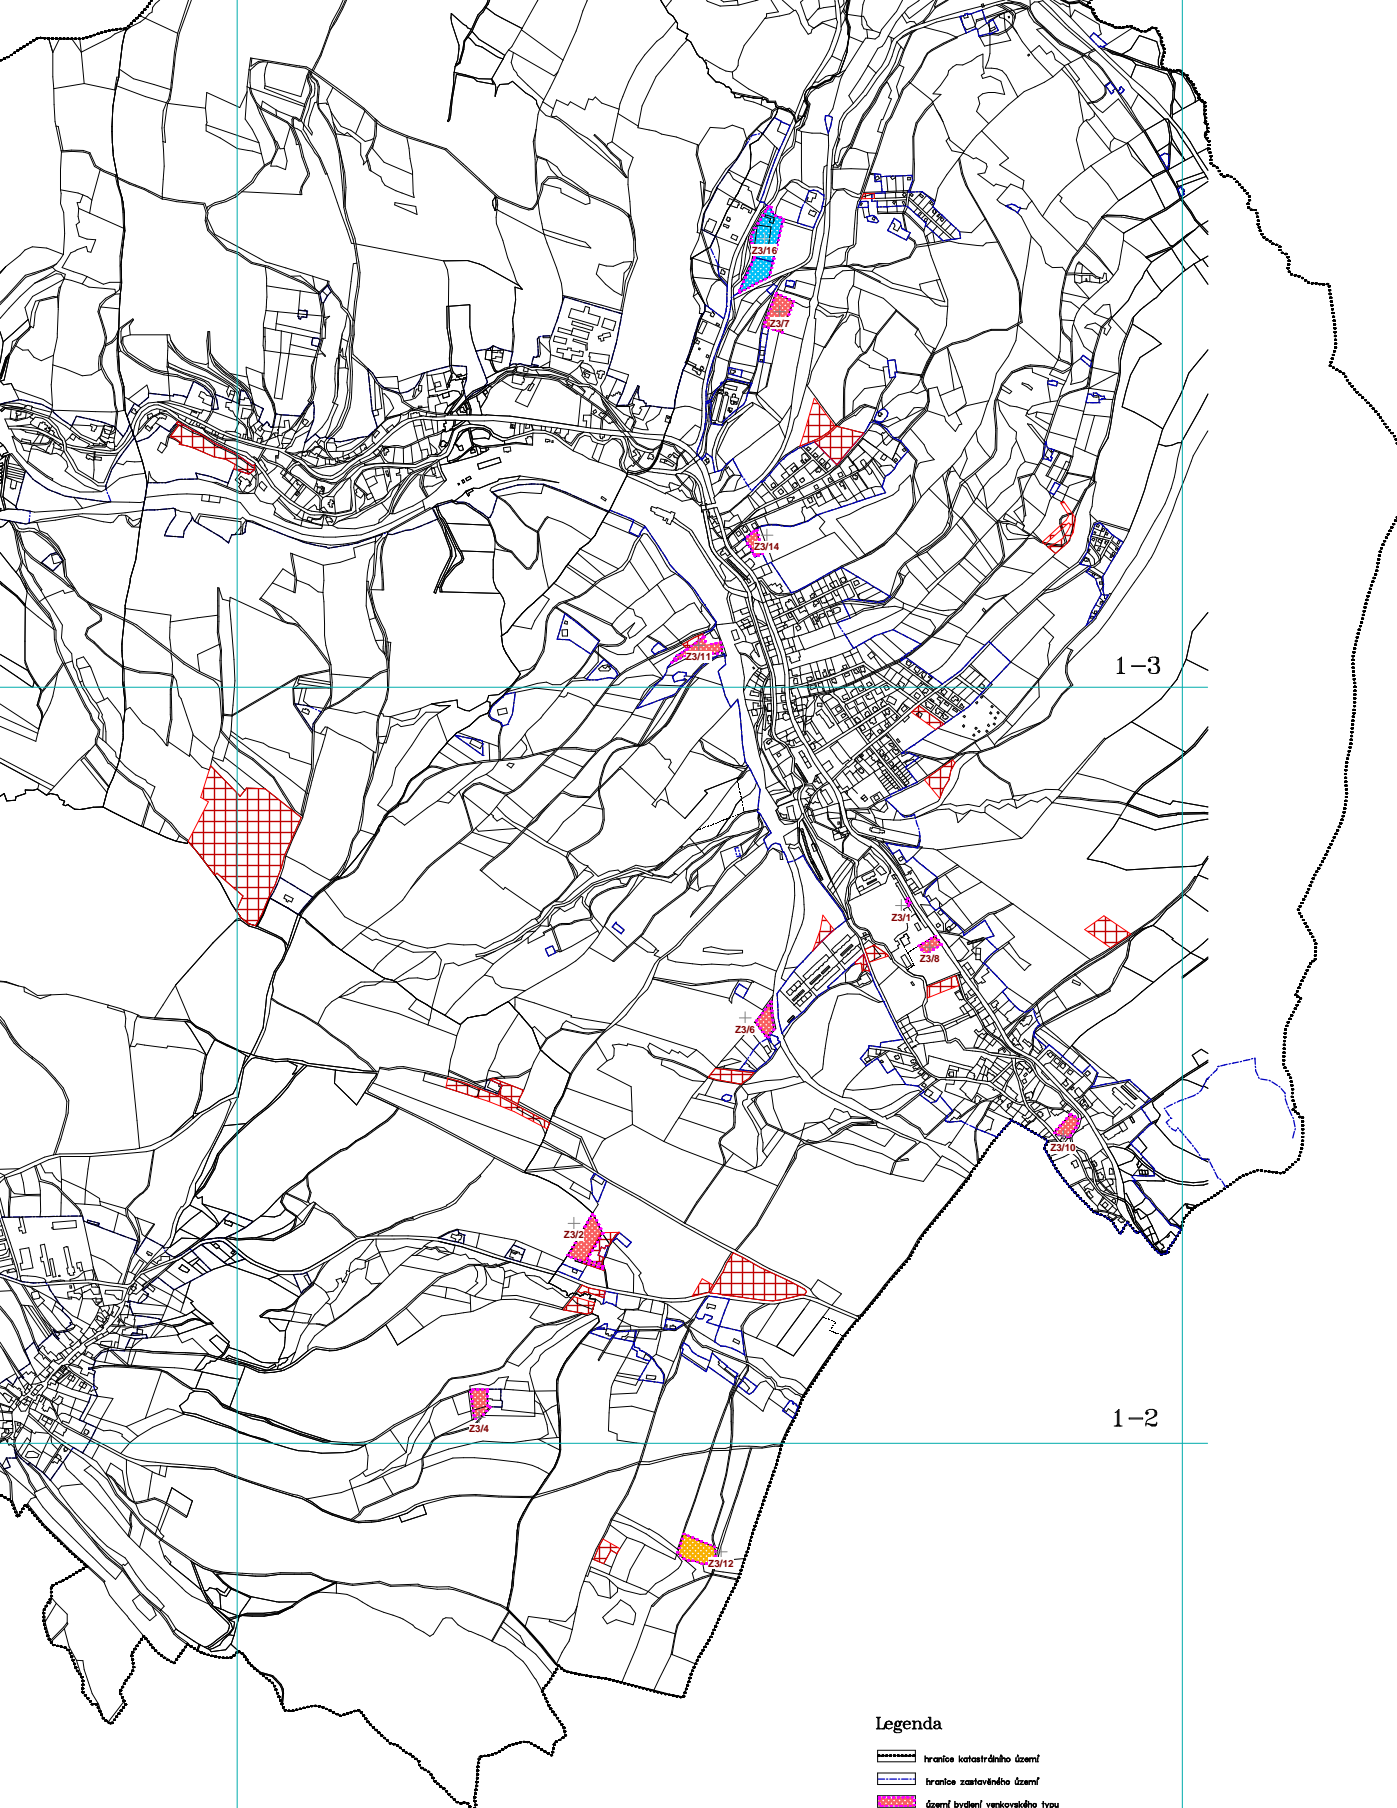 Z3/16
Z3/7
Z3/14
Z3/11
1-3
Z3/1
Z3/8
Z3/6
Z3/10
Z3/2
1-2
Z3/4
Z3/12
Legenda
hranice katastrálního území
hranice zastavěného území
území bydlení venkovského typu